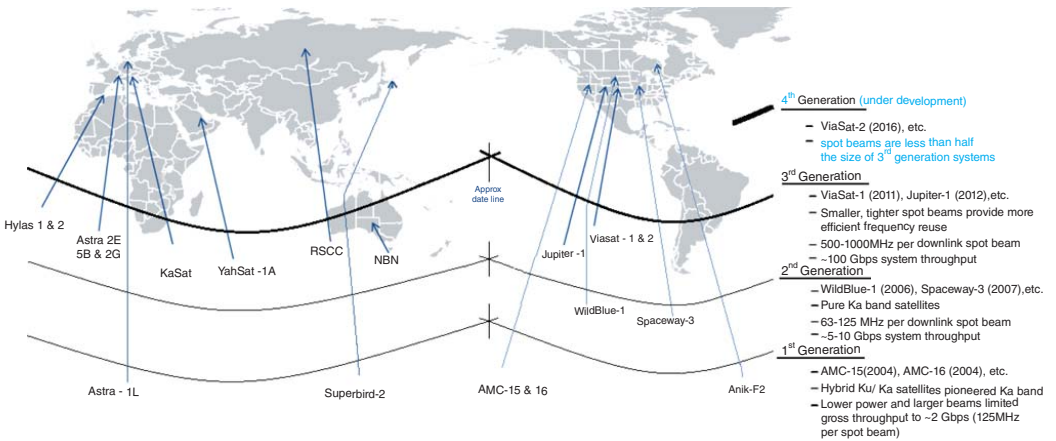 Hylas 1 & 2
Astra 2E
5B & 2G
KaSat
YahSat -1A
RSCC
NBN
Approx
date line
Jupiter -1
Viasat - 1 & 2
WildBlue-1
Spaceway-3
Astra - 1L
Superbird-2
AMC-15 & 16
Anik-F2
4th Generation (under development)
– ViaSat-2 (2016), etc.
– spot beams are less than half
the size of 3rd generation systems
3rd Generation
– ViaSat-1 (2011), Jupiter-1 (2012),etc.
– Smaller, tighter spot beams provide more
efficient frequency reuse
– 500-1000MHz per downlink spot beam
– ~100 Gbps system throughput
2nd Generation
– WildBlue-1 (2006), Spaceway-3 (2007),etc.
– Pure Ka band satellites
– 63-125 MHz per downlink spot beam
– ~5-10 Gbps system throughput
1st Generation
– AMC-15(2004), AMC-16 (2004), etc.
– Hybrid Ku/ Ka satellites pioneered Ka band
– Lower power and larger beams limited
gross throughput to ~2 Gbps (125MHz
per spot beam)